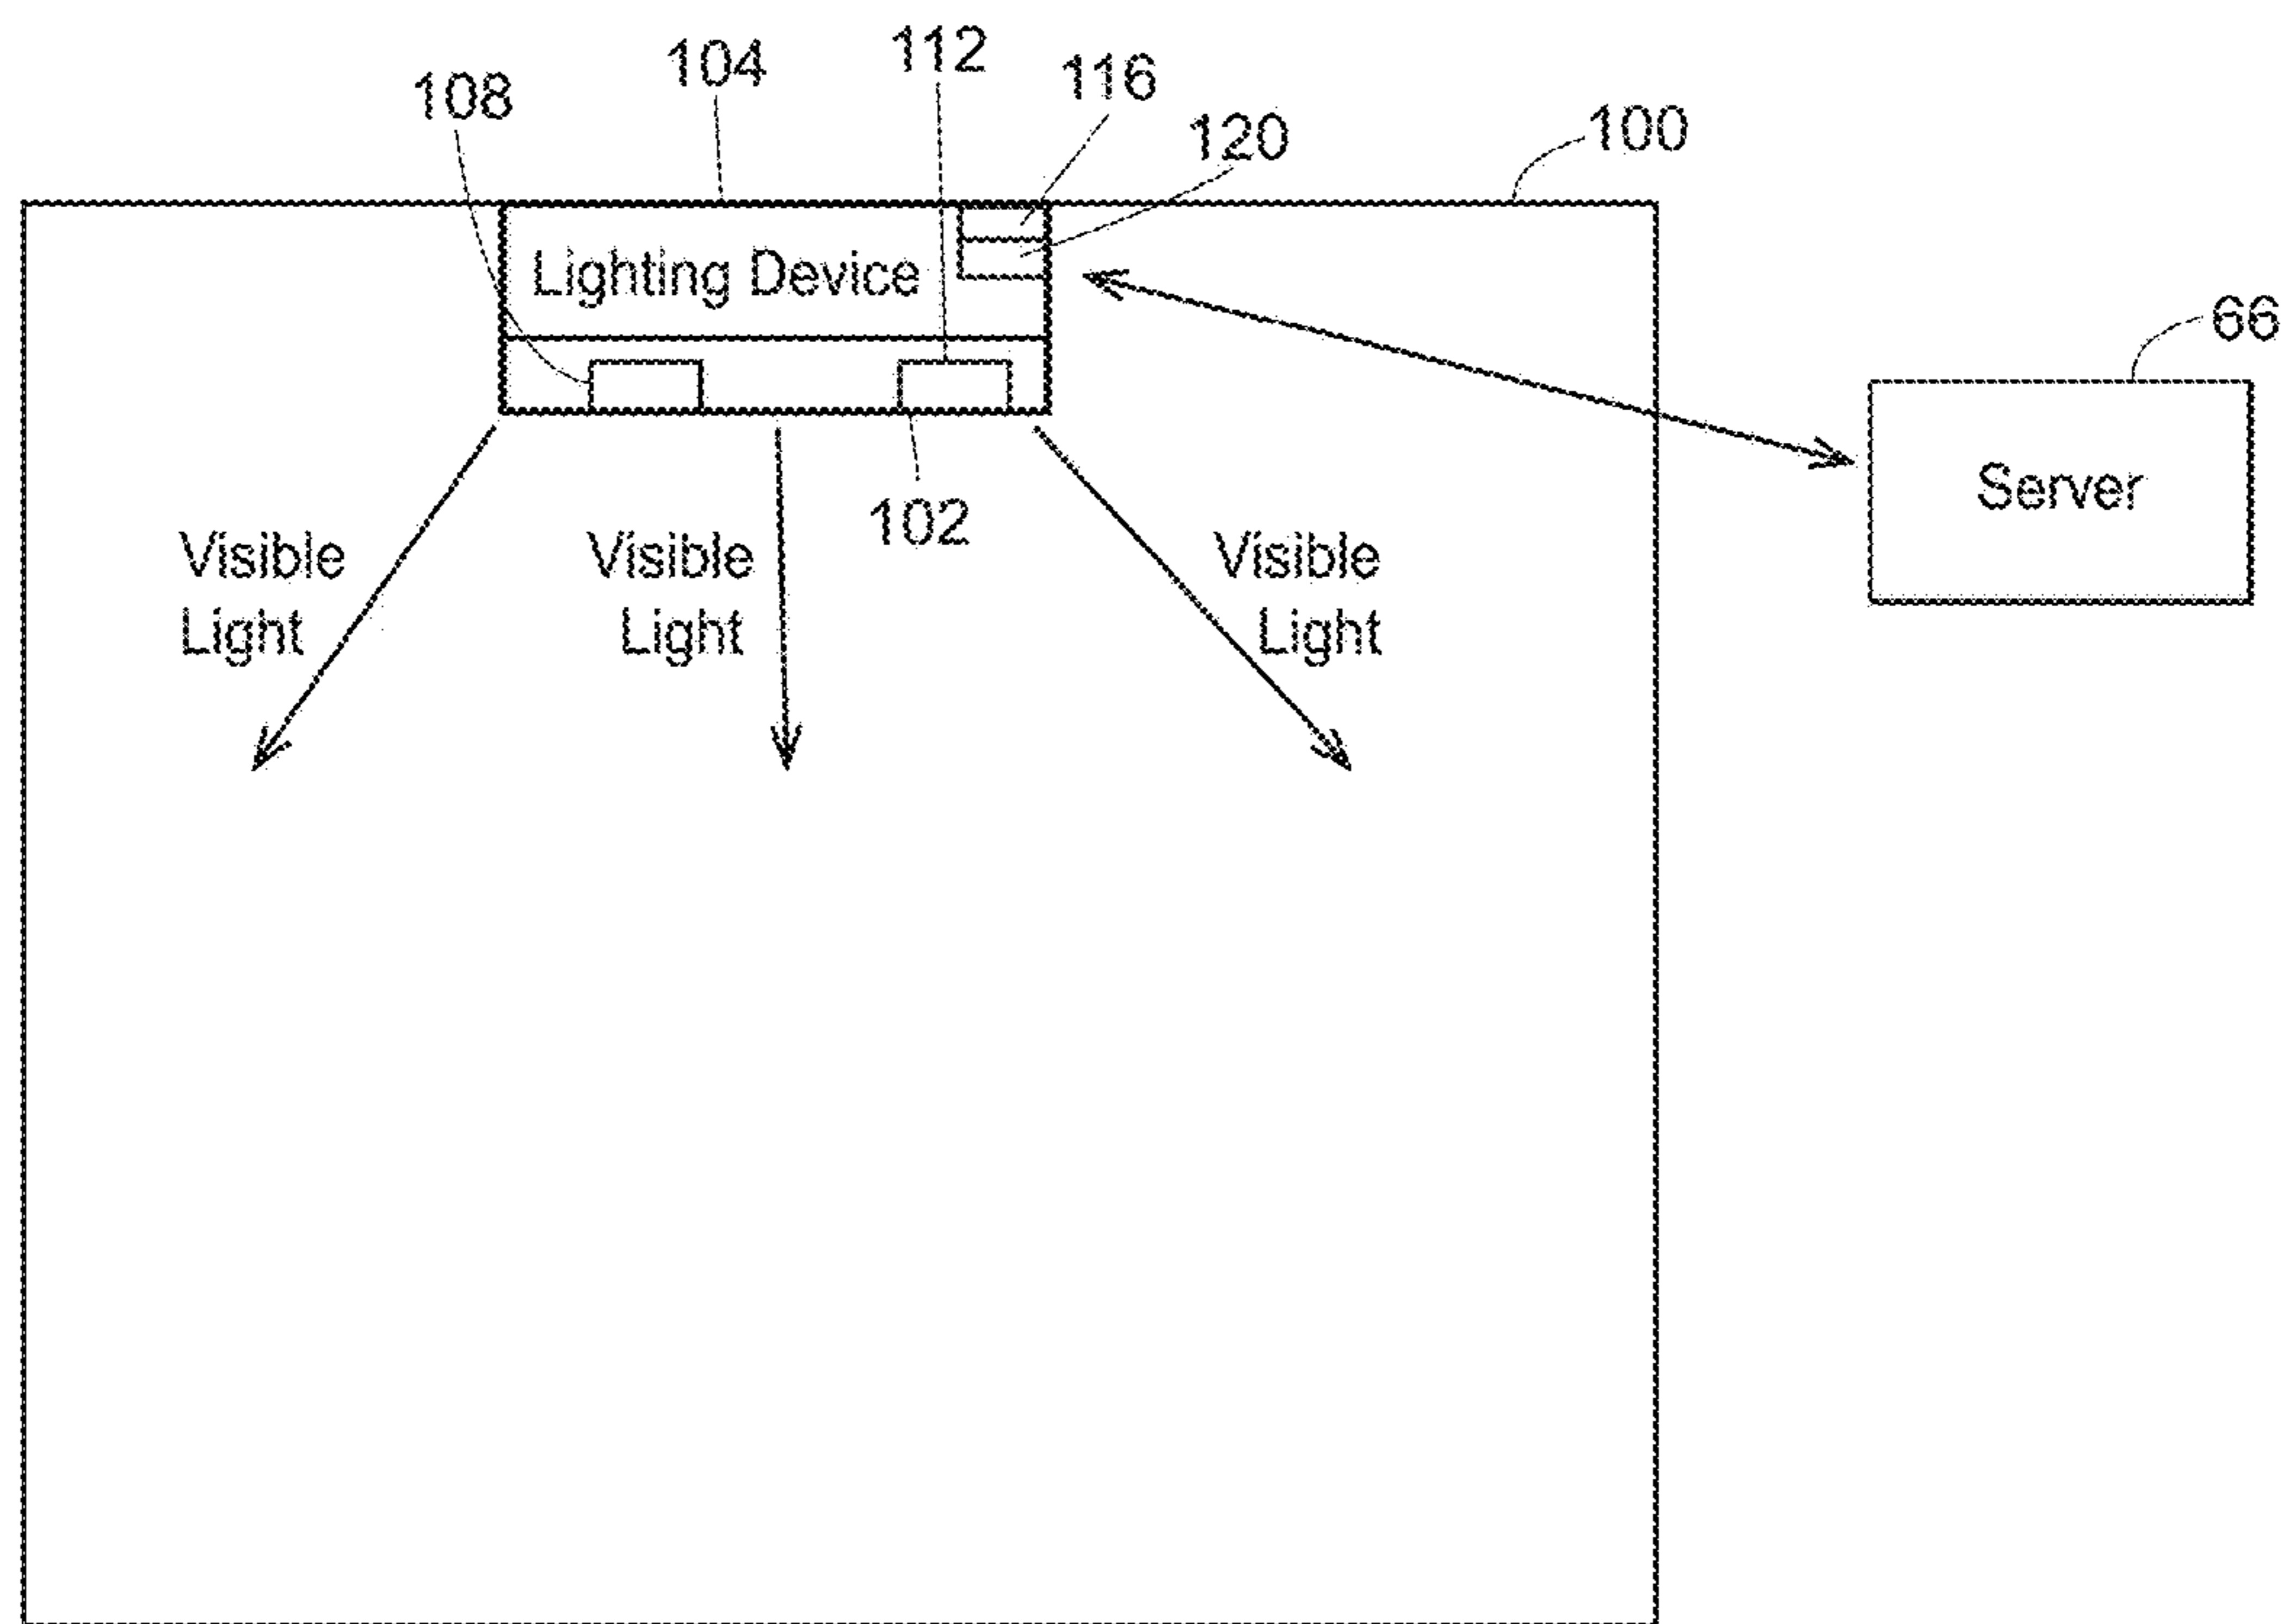 112
104
116
108
120
100
Lighting Device
66
Server
102
Visible
Light
Visible
Light
Visible
Light